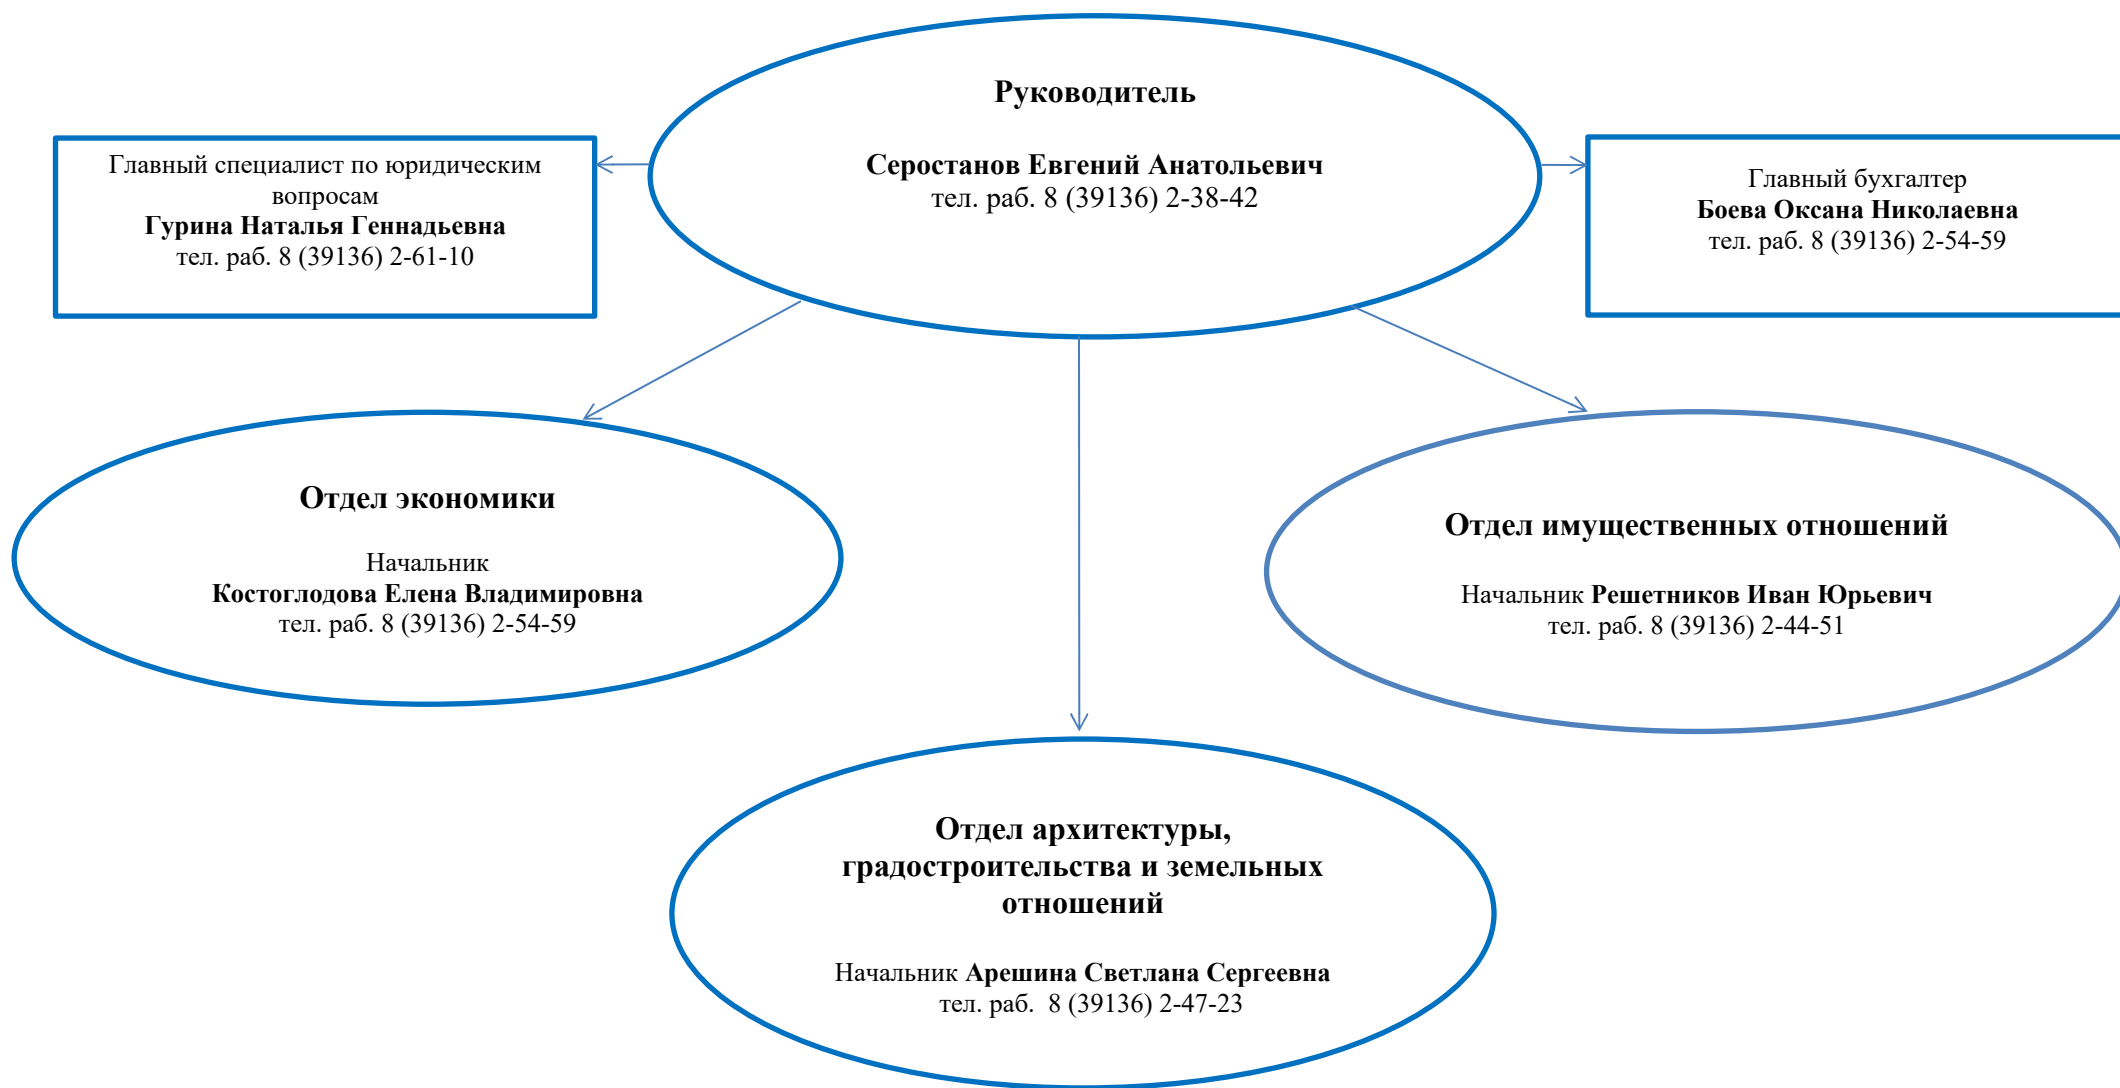 Руководитель
Серостанов Евгений Анатольевич
тел. раб. 8 (39136) 2-38-42
Главный специалист по юридическим
вопросам
Гурина Наталья Геннадьевна
тел. раб. 8 (39136) 2-61-10
Главный бухгалтер
Боева Оксана Николаевна
тел. раб. 8 (39136) 2-54-59
Отдел экономики
Начальник
Костоглодова Елена Владимировна
тел. раб. 8 (39136) 2-54-59
Отдел имущественных отношений
Начальник Решетников Иван Юрьевич
тел. раб. 8 (39136) 2-44-51
Отдел архитектуры,
градостроительства и земельных
отношений
Начальник Арешина Светлана Сергеевна
тел. раб.  8 (39136) 2-47-23